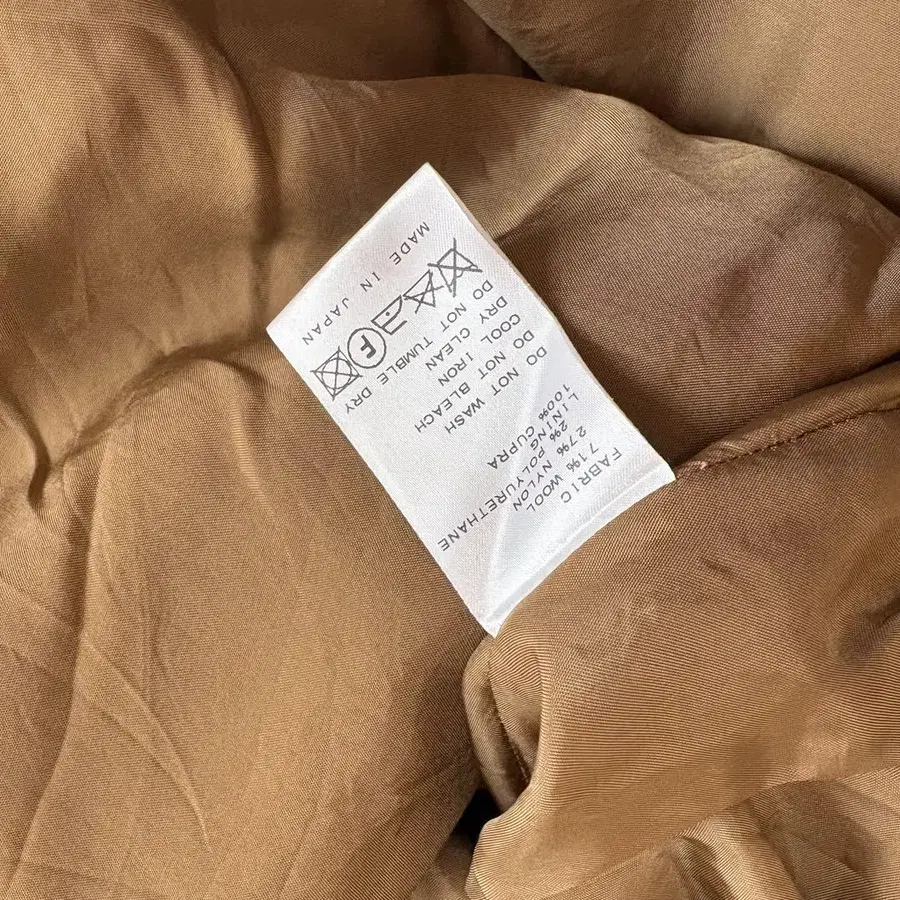 FABRIC
71% WOOL
27% NYLON
2% POLYURETHANE
LINING
100% CUPRA
DO NOT WASH
DO NOT BLEACH
COOL IRON
DRY CLEAN
DO NOT TUMBLE DRY
F
MADE IN JAPAN